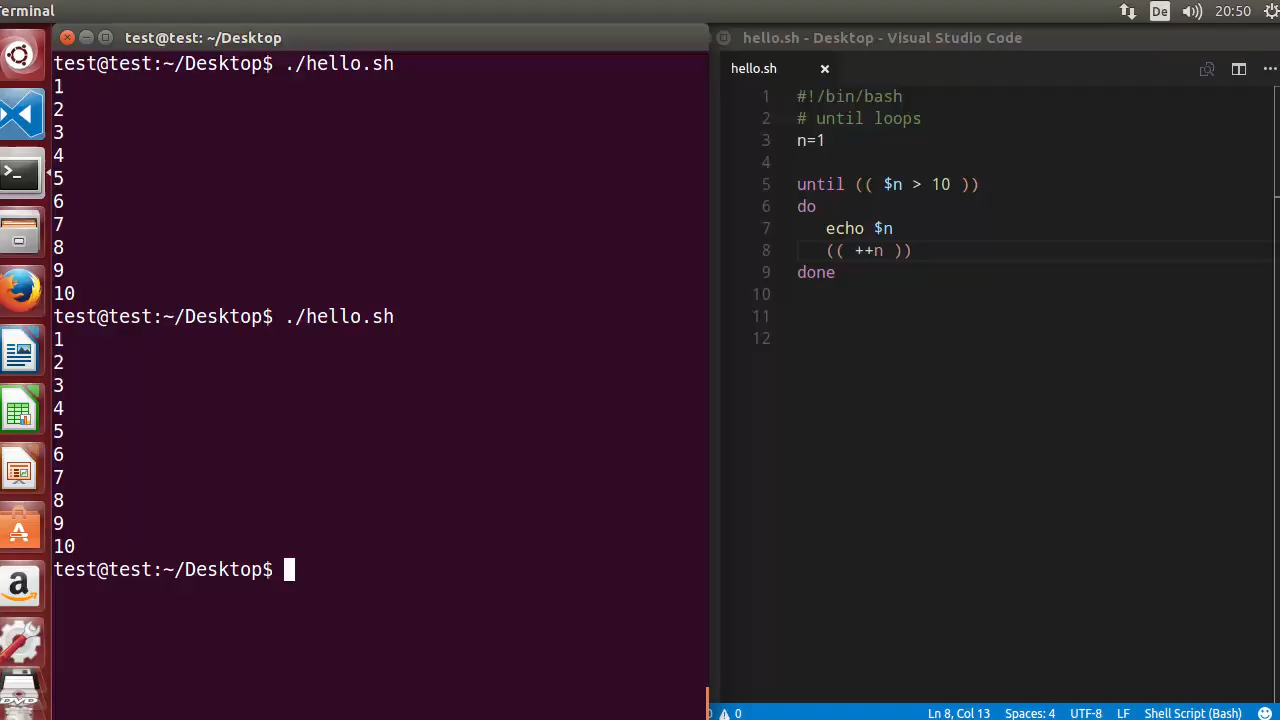 Terminal
De
20:50
test@test: ~/Desktop
test@test:~/Desktop$ ./hello.sh
1
2
3
4
5
6
7
8
9
10
test@test:~/Desktop$ ./hello.sh
1
2
3
4
5
6
7
8
9
10
test@test:~/Desktop$
hello.sh - Desktop - Visual Studio Code
hello.sh
1 #!/bin/bash
2 # until loops
3 n=1
4
5 until (( $n > 10 ))
6 do
7 echo $n
8 (( ++n ))
9 done
10
11
12
0 0 Ln 8, Col 13 Spaces: 4 UTF-8 LF Shell Script (Bash)
DVD